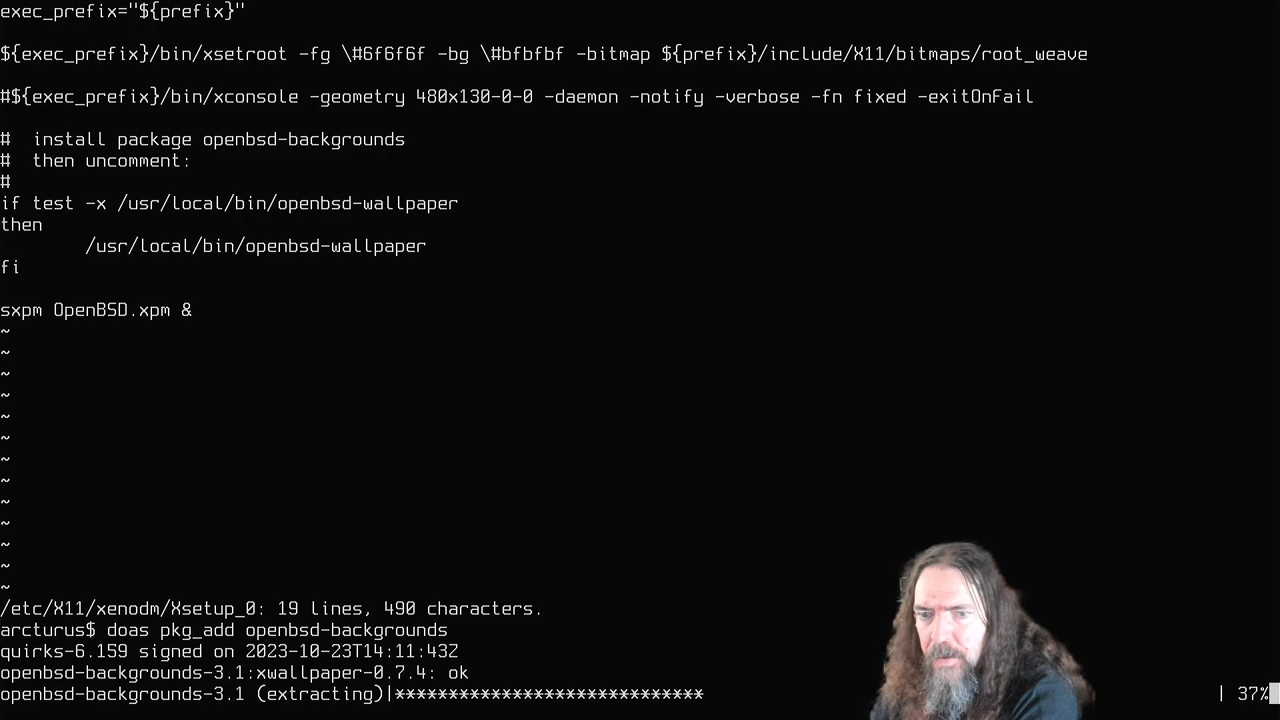 exec_prefix="${prefix}"
${exec_prefix}/bin/xsetroot -fg \#6f6f6f -bg \#bfbfbf -bitmap ${prefix}/include/X11/bitmaps/root_weave
#${exec_prefix}/bin/xconsole -geometry 480x130-0-0 -daemon -notify -verbose -fn fixed -exitOnFail
#  install package openbsd-backgrounds
#  then uncomment:
#
if test -x /usr/local/bin/openbsd-wallpaper
then
        /usr/local/bin/openbsd-wallpaper
fi
sxpm OpenBSD.xpm &
~
~
~
~
~
~
~
~
~
~
~
~
~
/etc/X11/xenodm/Xsetup_0: 19 lines, 490 characters.
arcturus$ doas pkg_add openbsd-backgrounds
quirks-6.159 signed on 2023-10-23T14:11:43Z
openbsd-backgrounds-3.1:xwallpaper-0.7.4: ok
openbsd-backgrounds-3.1 (extracting)|***************************** | 37%